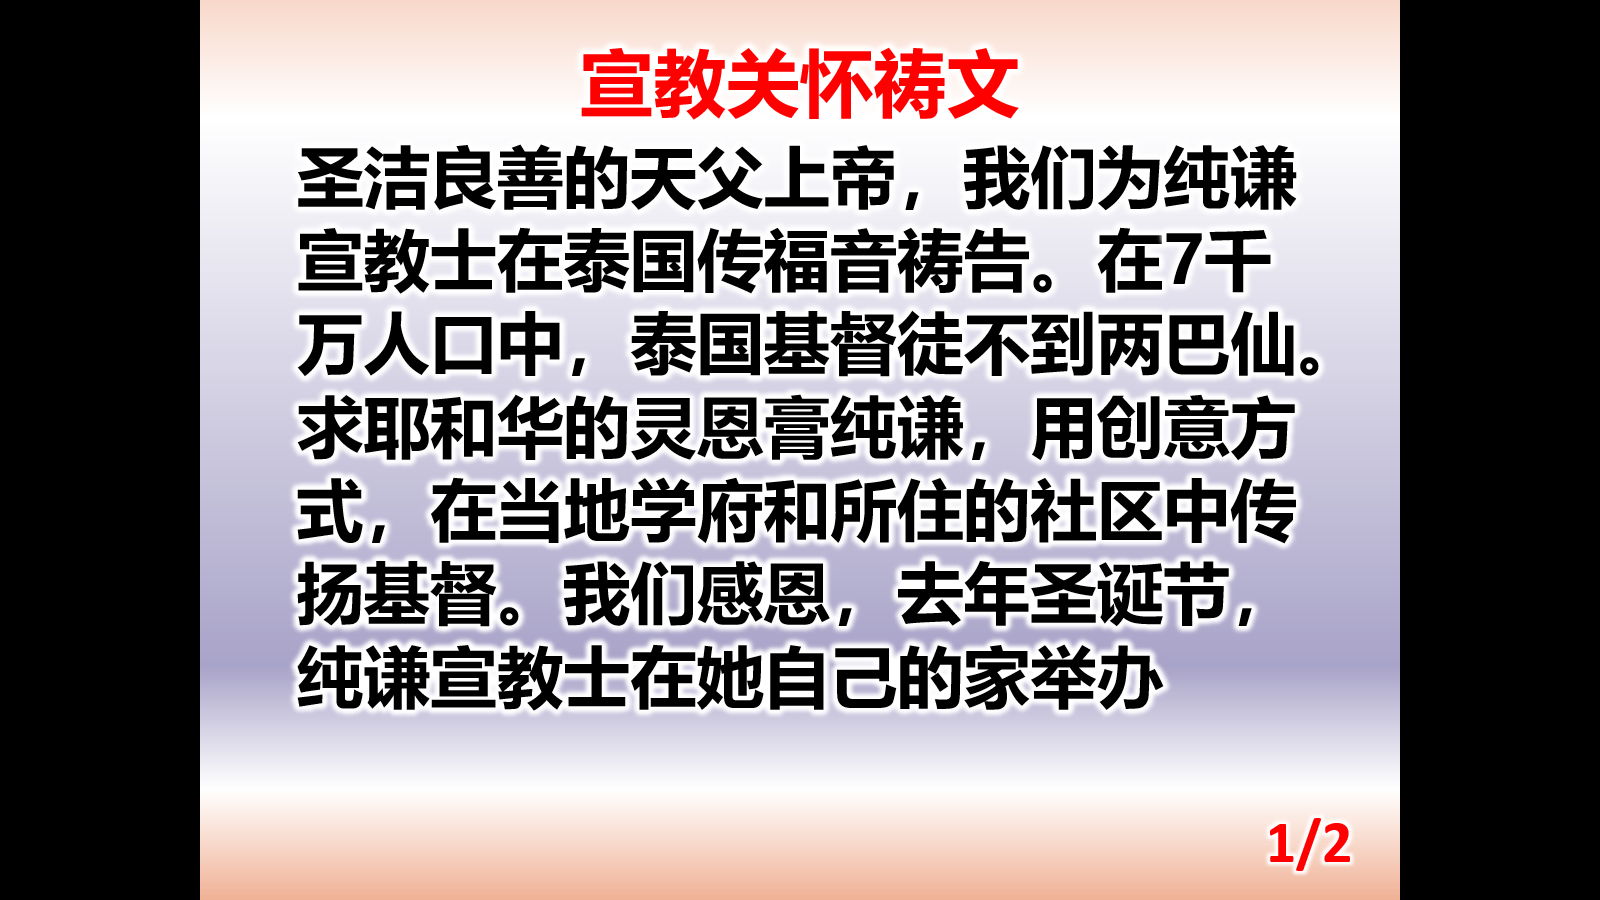 宣教关怀祷文
圣洁良善的天父上帝，我们为纯谦
宣教士在泰国传福音祷告。在7千
万人口中，泰国基督徒不到两巴仙。
求耶和华的灵恩膏纯谦，用创意方
式，在当地学府和所住的社区中传
扬基督。我们感恩，去年圣诞节，
纯谦宣教士在她自己的家举办
1/2